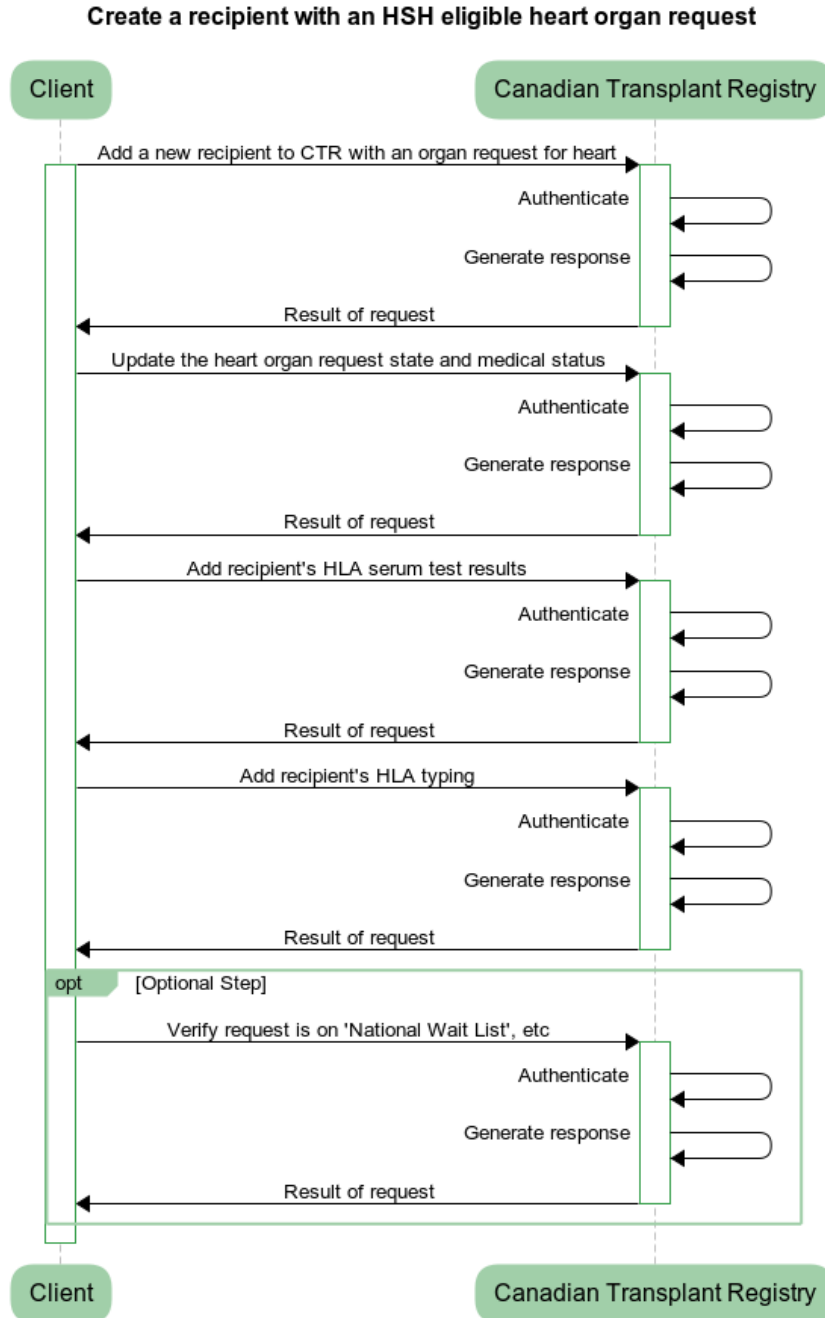 Create a recipient with an HSH eligible heart organ request
Client
Canadian Transplant Registry
Add a new recipient to CTR with an organ request for heart
Authenticate
Generate response
Result of request
Update the heart organ request state and medical status
Authenticate
Generate response
Result of request
Add recipient's HLA serum test results
Authenticate
Generate response
Result of request
Add recipient's HLA typing
Authenticate
Generate response
Result of request
opt
[Optional Step]
Verify request is on 'National Wait List', etc
Authenticate
Generate response
Result of request
Client
Canadian Transplant Registry